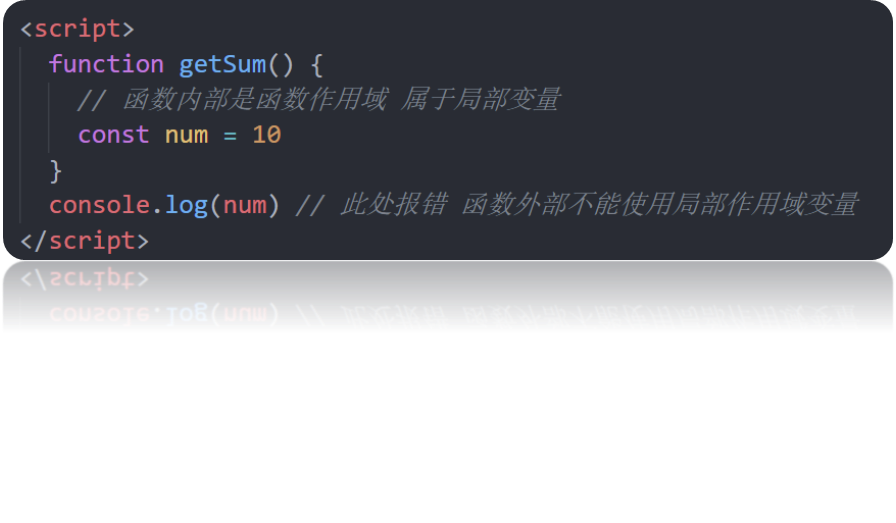 <script>
function getSum() {
// 函数内部是函数作用域 属于局部变量
const num = 10
}
console.log(num) // 此处报错 函数外部不能使用局部作用域变量
</script>